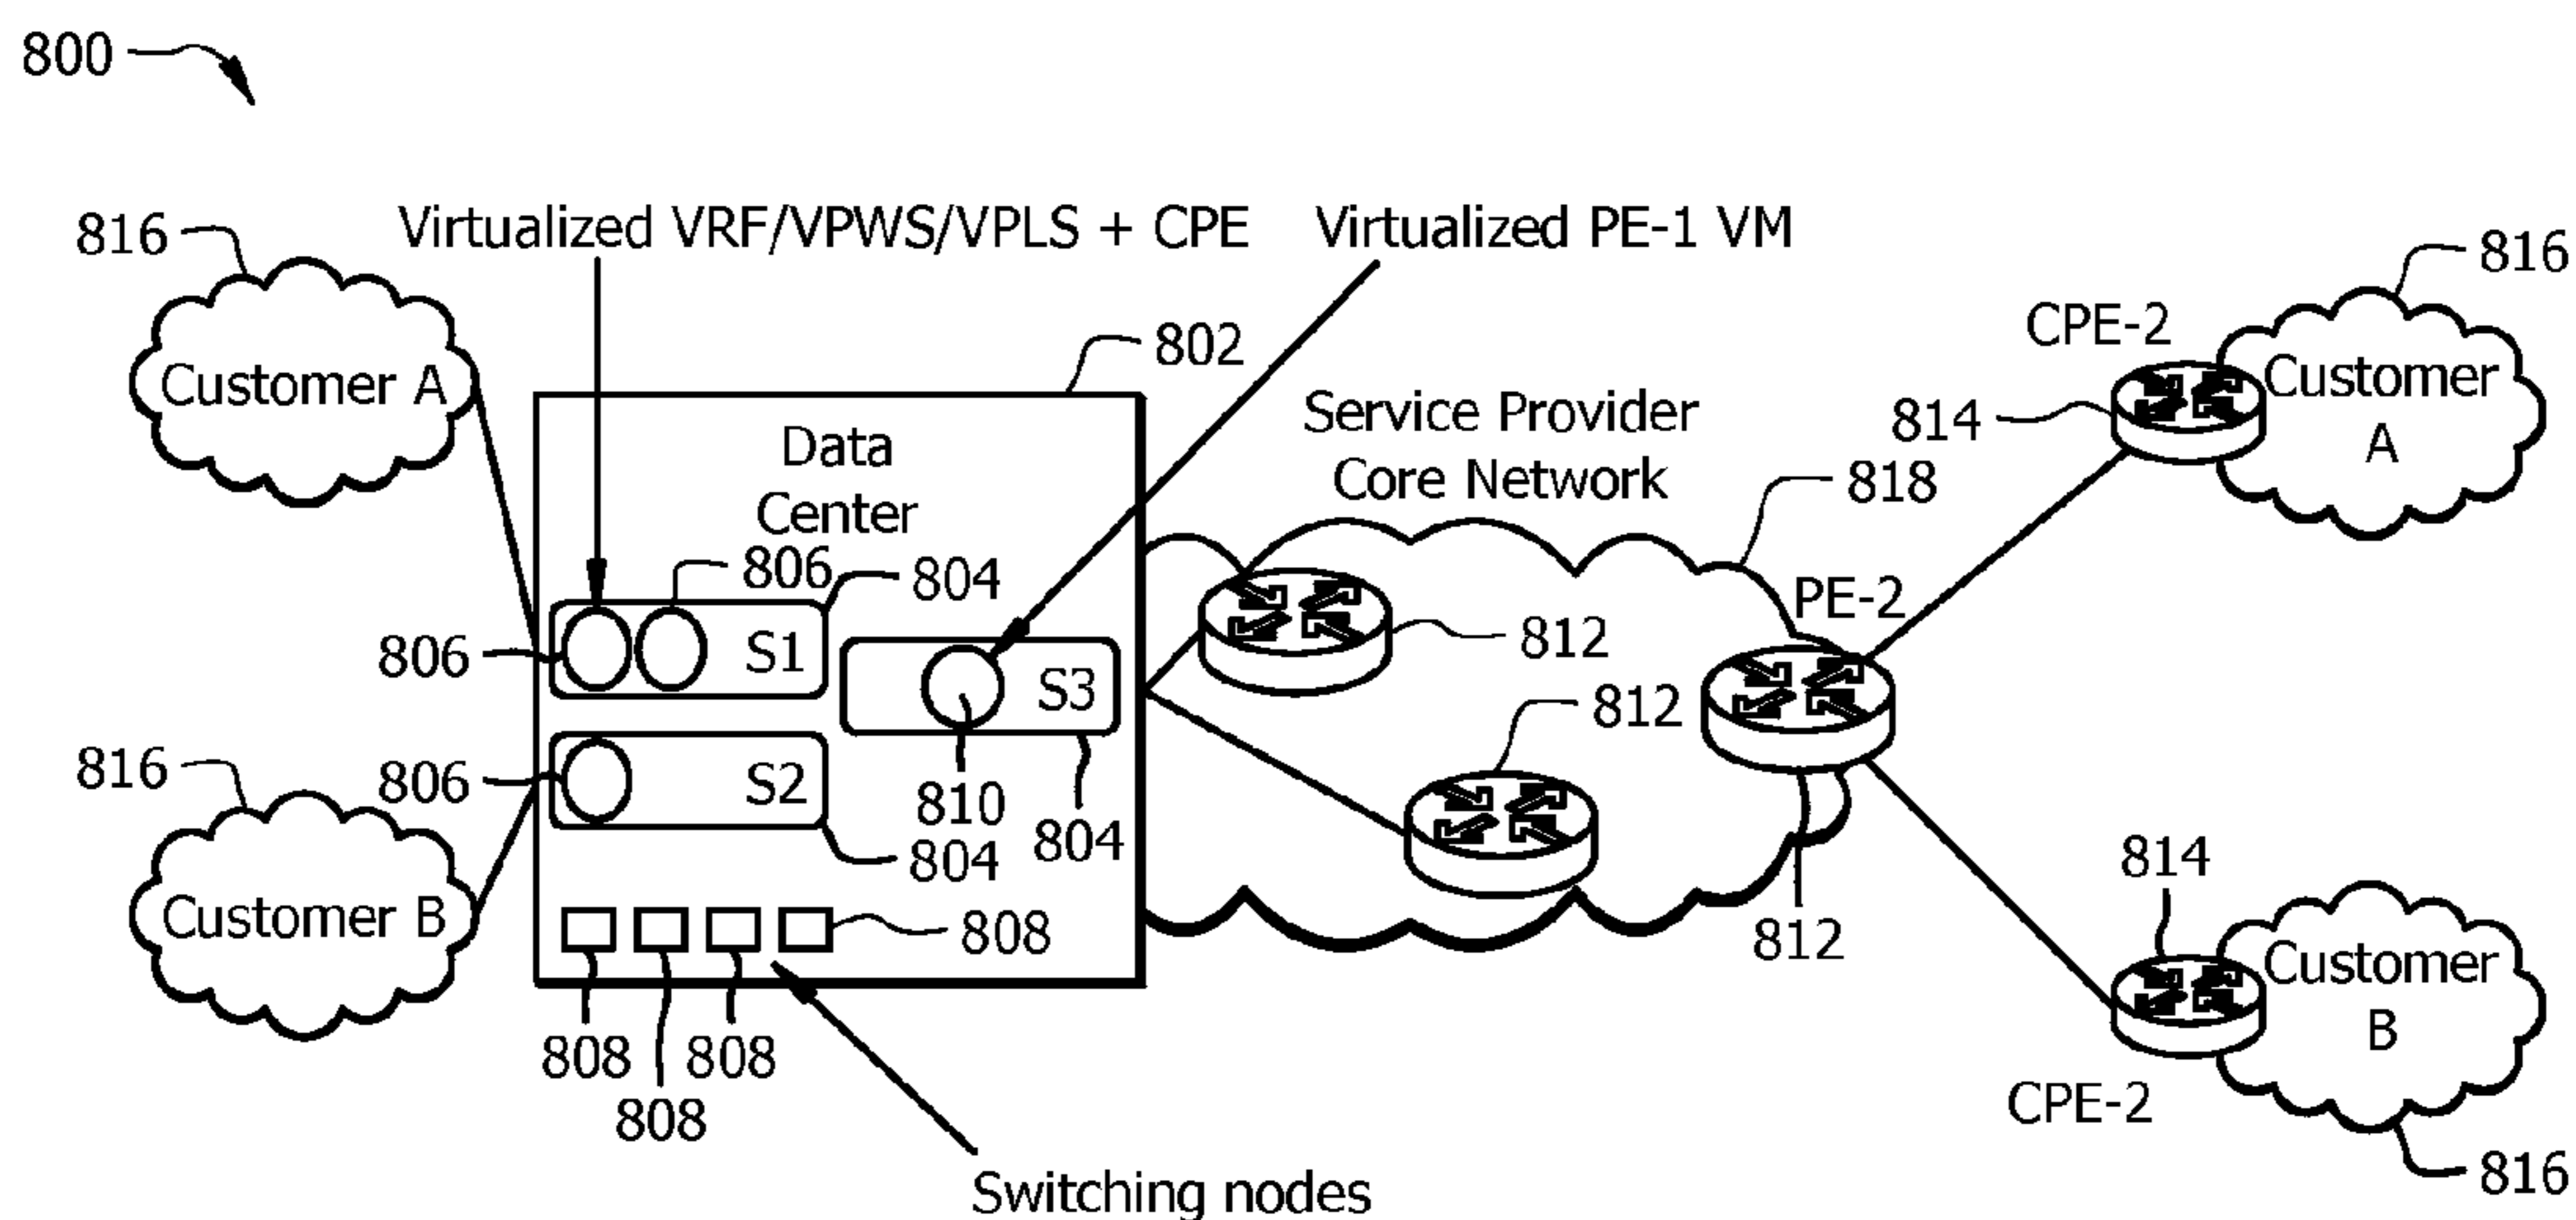 800
Virtualized VRF/VPWS/VPLS + CPE
Virtualized PE-1 VM
816
816
Customer A
802
CPE-2
Customer
A
814
Service Provider
Core Network
818
Data
Center
806
804
PE-2
806
S1
812
S3
812
816
806
S2
810
804
804
Customer B
808
812
814
Customer
B
808
808
808
CPE-2
816
Switching nodes